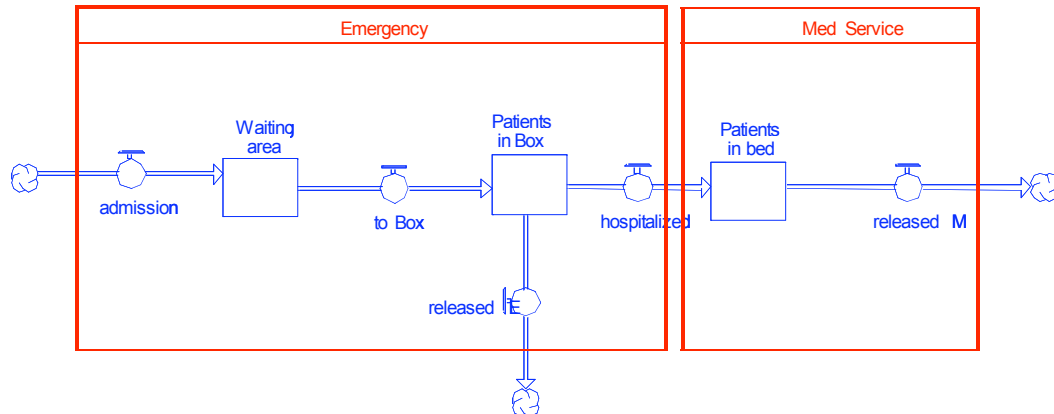 Emergency
Med Service
Waiting
area
Patients
in Box
Patients
in bed
admission
to Box
hospitalized
released M
released E